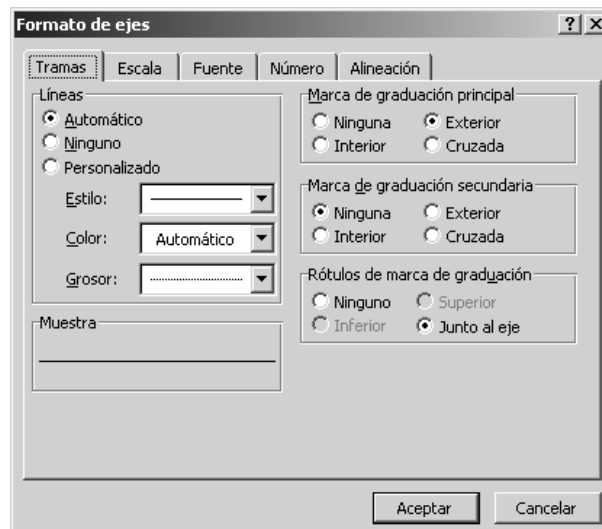 Formato de ejes
Tramas Escala Fuente Número Alineación
Líneas
Automático
Ninguno
Personalizado
Estilo:
Color: Automático
Grosor:
Muestra
Marca de graduación principal
Ninguna Exterior
Interior Cruzada
Marca de graduación secundaria
Ninguna Exterior
Interior Cruzada
Rótulos de marca de graduación
Ninguno Superior
Inferior Junto al eje
Aceptar Cancelar